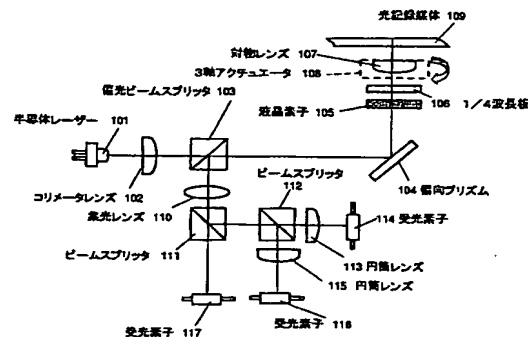 光記録媒体
109
対物レンズ
107
3軸アクチュエータ
108
偏光ビームスプリッタ
103
106 1/4波長板
液晶素子 105
半導体レーザー
101
ビームスプリッタ
112
104 偏向プリズム
コリメータレンズ
102
集光レンズ
110
114 受光素子
ビームスプリッタ 111
113 円筒レンズ
115 円筒レンズ
受光素子
117
受光素子 116